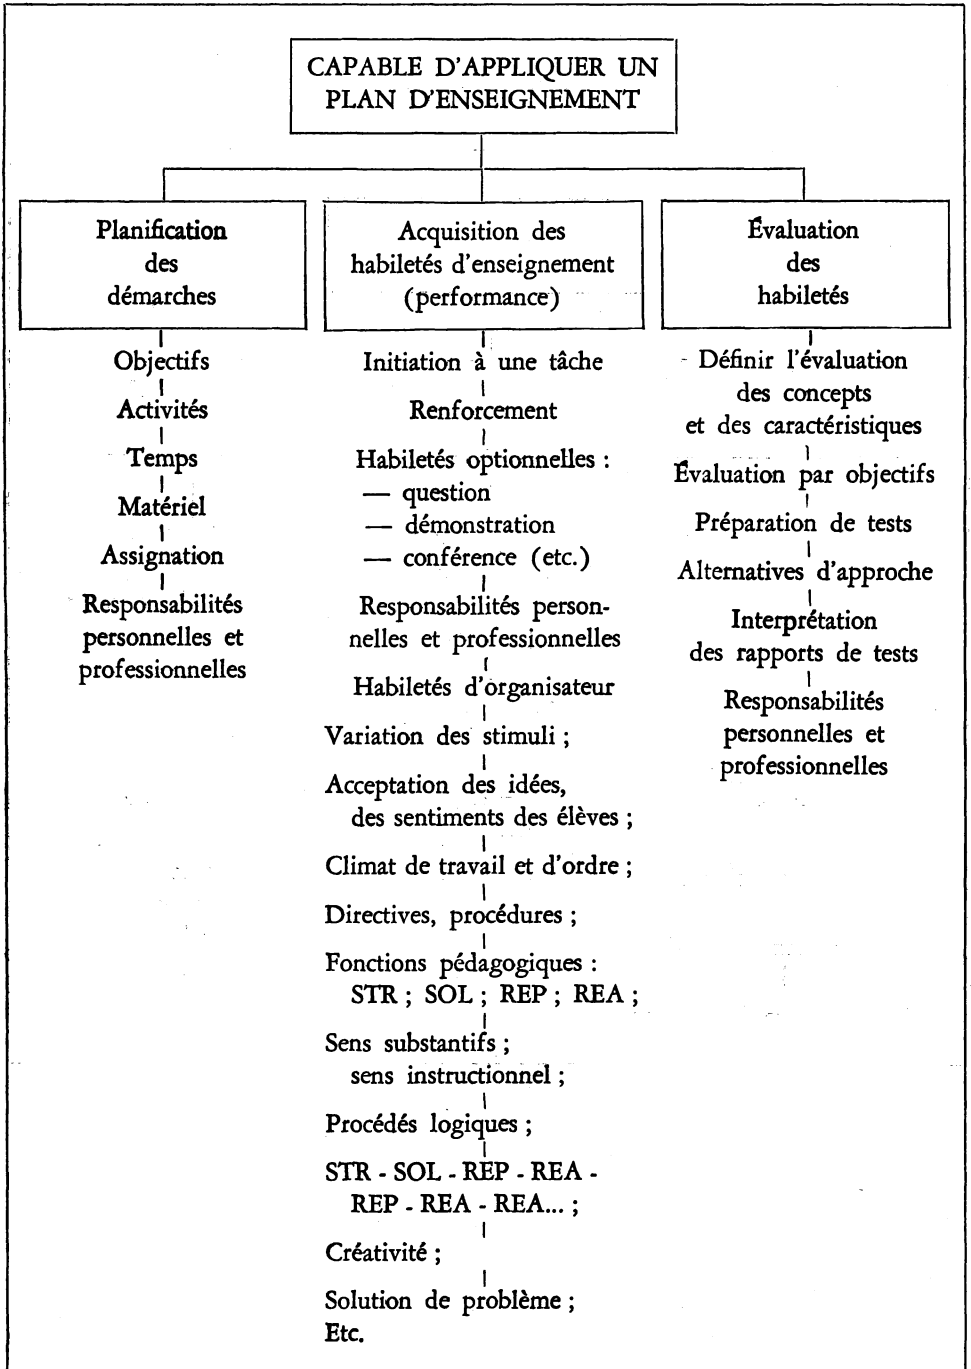 CAPABLE D'APPLIQUER UN
PLAN D'ENSEIGNEMENT
Planification
des
démarches
Objectifs
Activités
Temps
Matériel
Assignation
Responsabilités
personnelles et
professionnelles
Acquisition des
habiletés d'enseignement
(performance)
Initiation à une tâche
Renforcement
Habiletés optionnelles :
— question
— démonstration
— conférence (etc.)
Responsabilités person-
nelles et professionnelles
Habiletés d'organisateur
Variation des stimuli ;
Acceptation des idées,
des sentiments des élèves ;
Climat de travail et d'ordre ;
Directives, procédures ;
Fonctions pédagogiques :
STR ; SOL ; REP ; REA ;
Sens substantifs ;
sens instructionnel ;
Procédés logiques ;
STR - SOL - REP - REA -
REP - REA - REA... ;
Créativité ;
Solution de problème ;
Etc.
Évaluation
des
habiletés
Définir l'évaluation
des concepts
et des caractéristiques
Évaluation par objectifs
Préparation de tests
Alternatives d'approche
Interprétation
des rapports de tests
Responsabilités
personnelles et
professionnelles